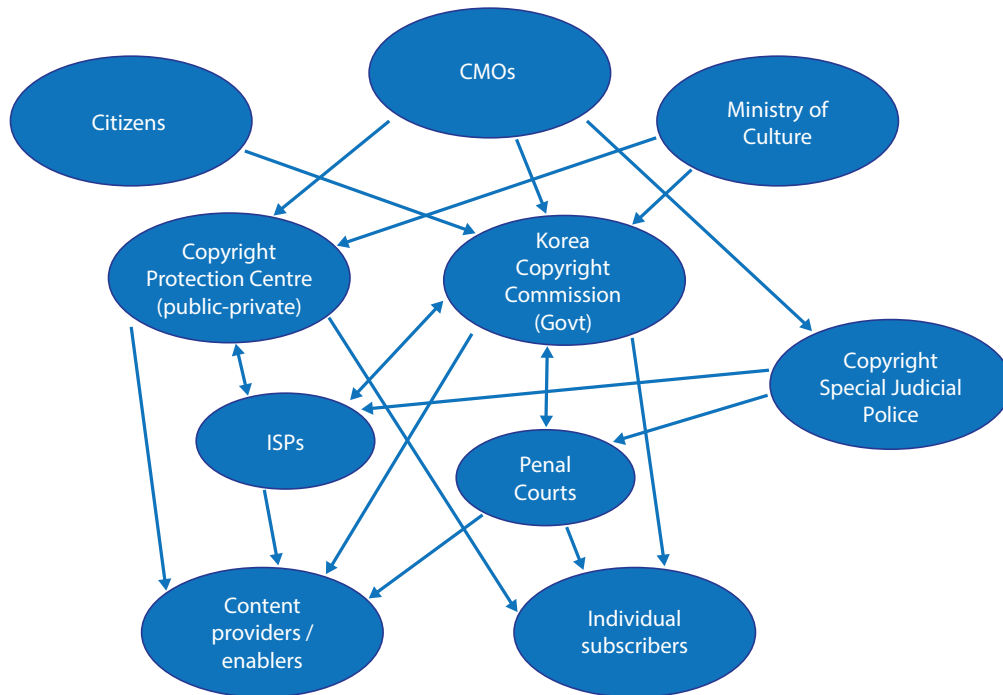 CMOs
Citizens
Ministry of
Culture
Copyright
Protection Centre
(public-private)
Korea
Copyright
Commission
(Govt)
Copyright
Special Judicial
Police
ISPs
Penal
Courts
Content
providers /
enablers
Individual
subscribers